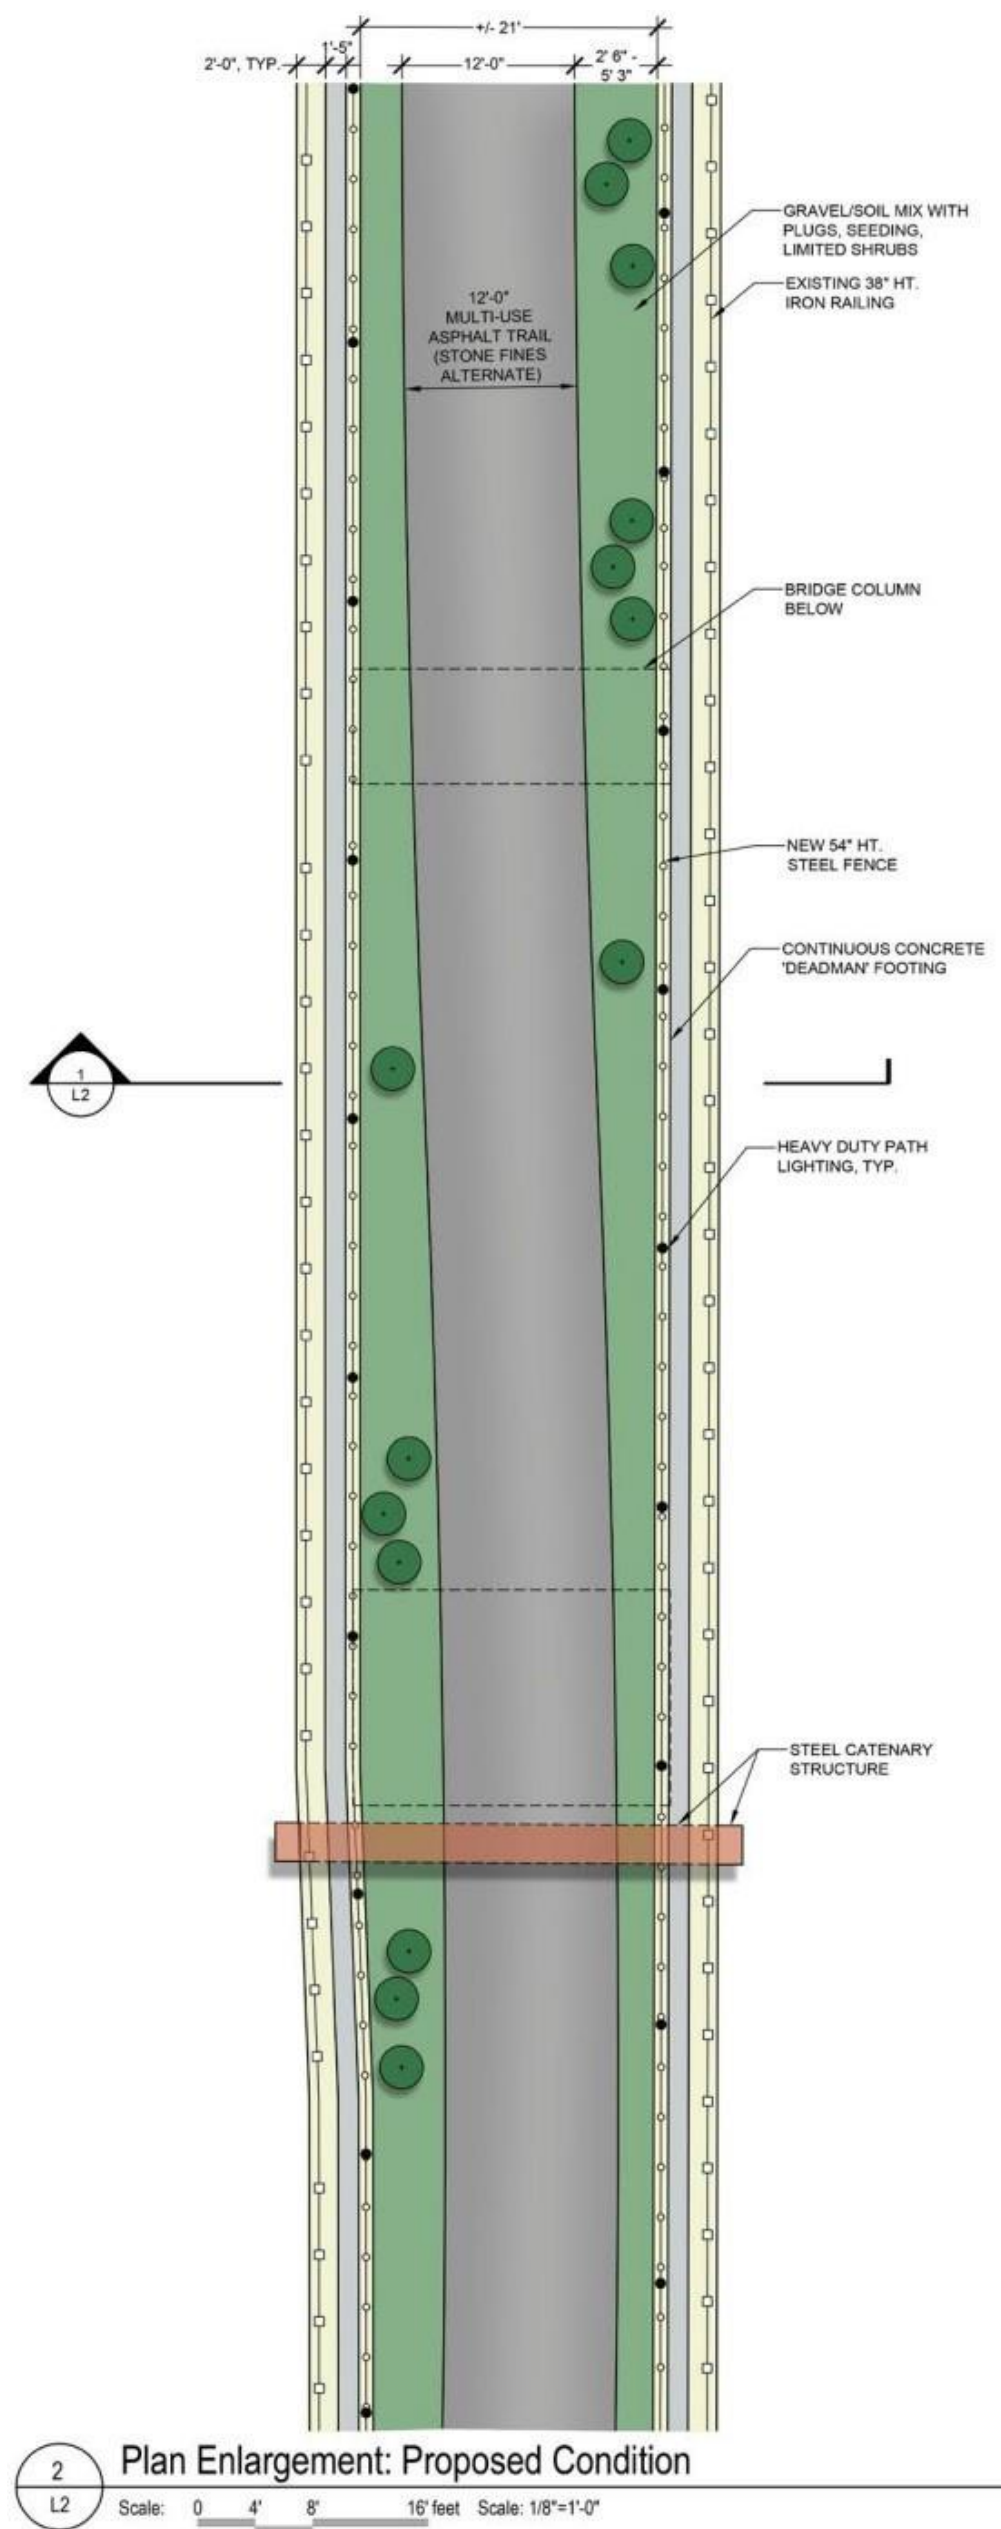 +/- 21'
2'-0", TYP.
1'-5"
12'-0"
2' 6" -
5' 3"
GRAVEL/SOIL MIX WITH
PLUGS, SEEDING,
LIMITED SHRUBS
EXISTING 38" HT.
IRON RAILING
12'-0"
MULTI-USE
ASPHALT TRAIL
(STONE FINES
ALTERNATE)
BRIDGE COLUMN
BELOW
NEW 54" HT.
STEEL FENCE
CONTINUOUS CONCRETE
'DEADMAN' FOOTING
1
L2
HEAVY DUTY PATH
LIGHTING, TYP.
STEEL CATENARY
STRUCTURE
2
L2
Plan Enlargement: Proposed Condition
Scale: 0 4' 8' 16' feet Scale: 1/8"=1'-0"